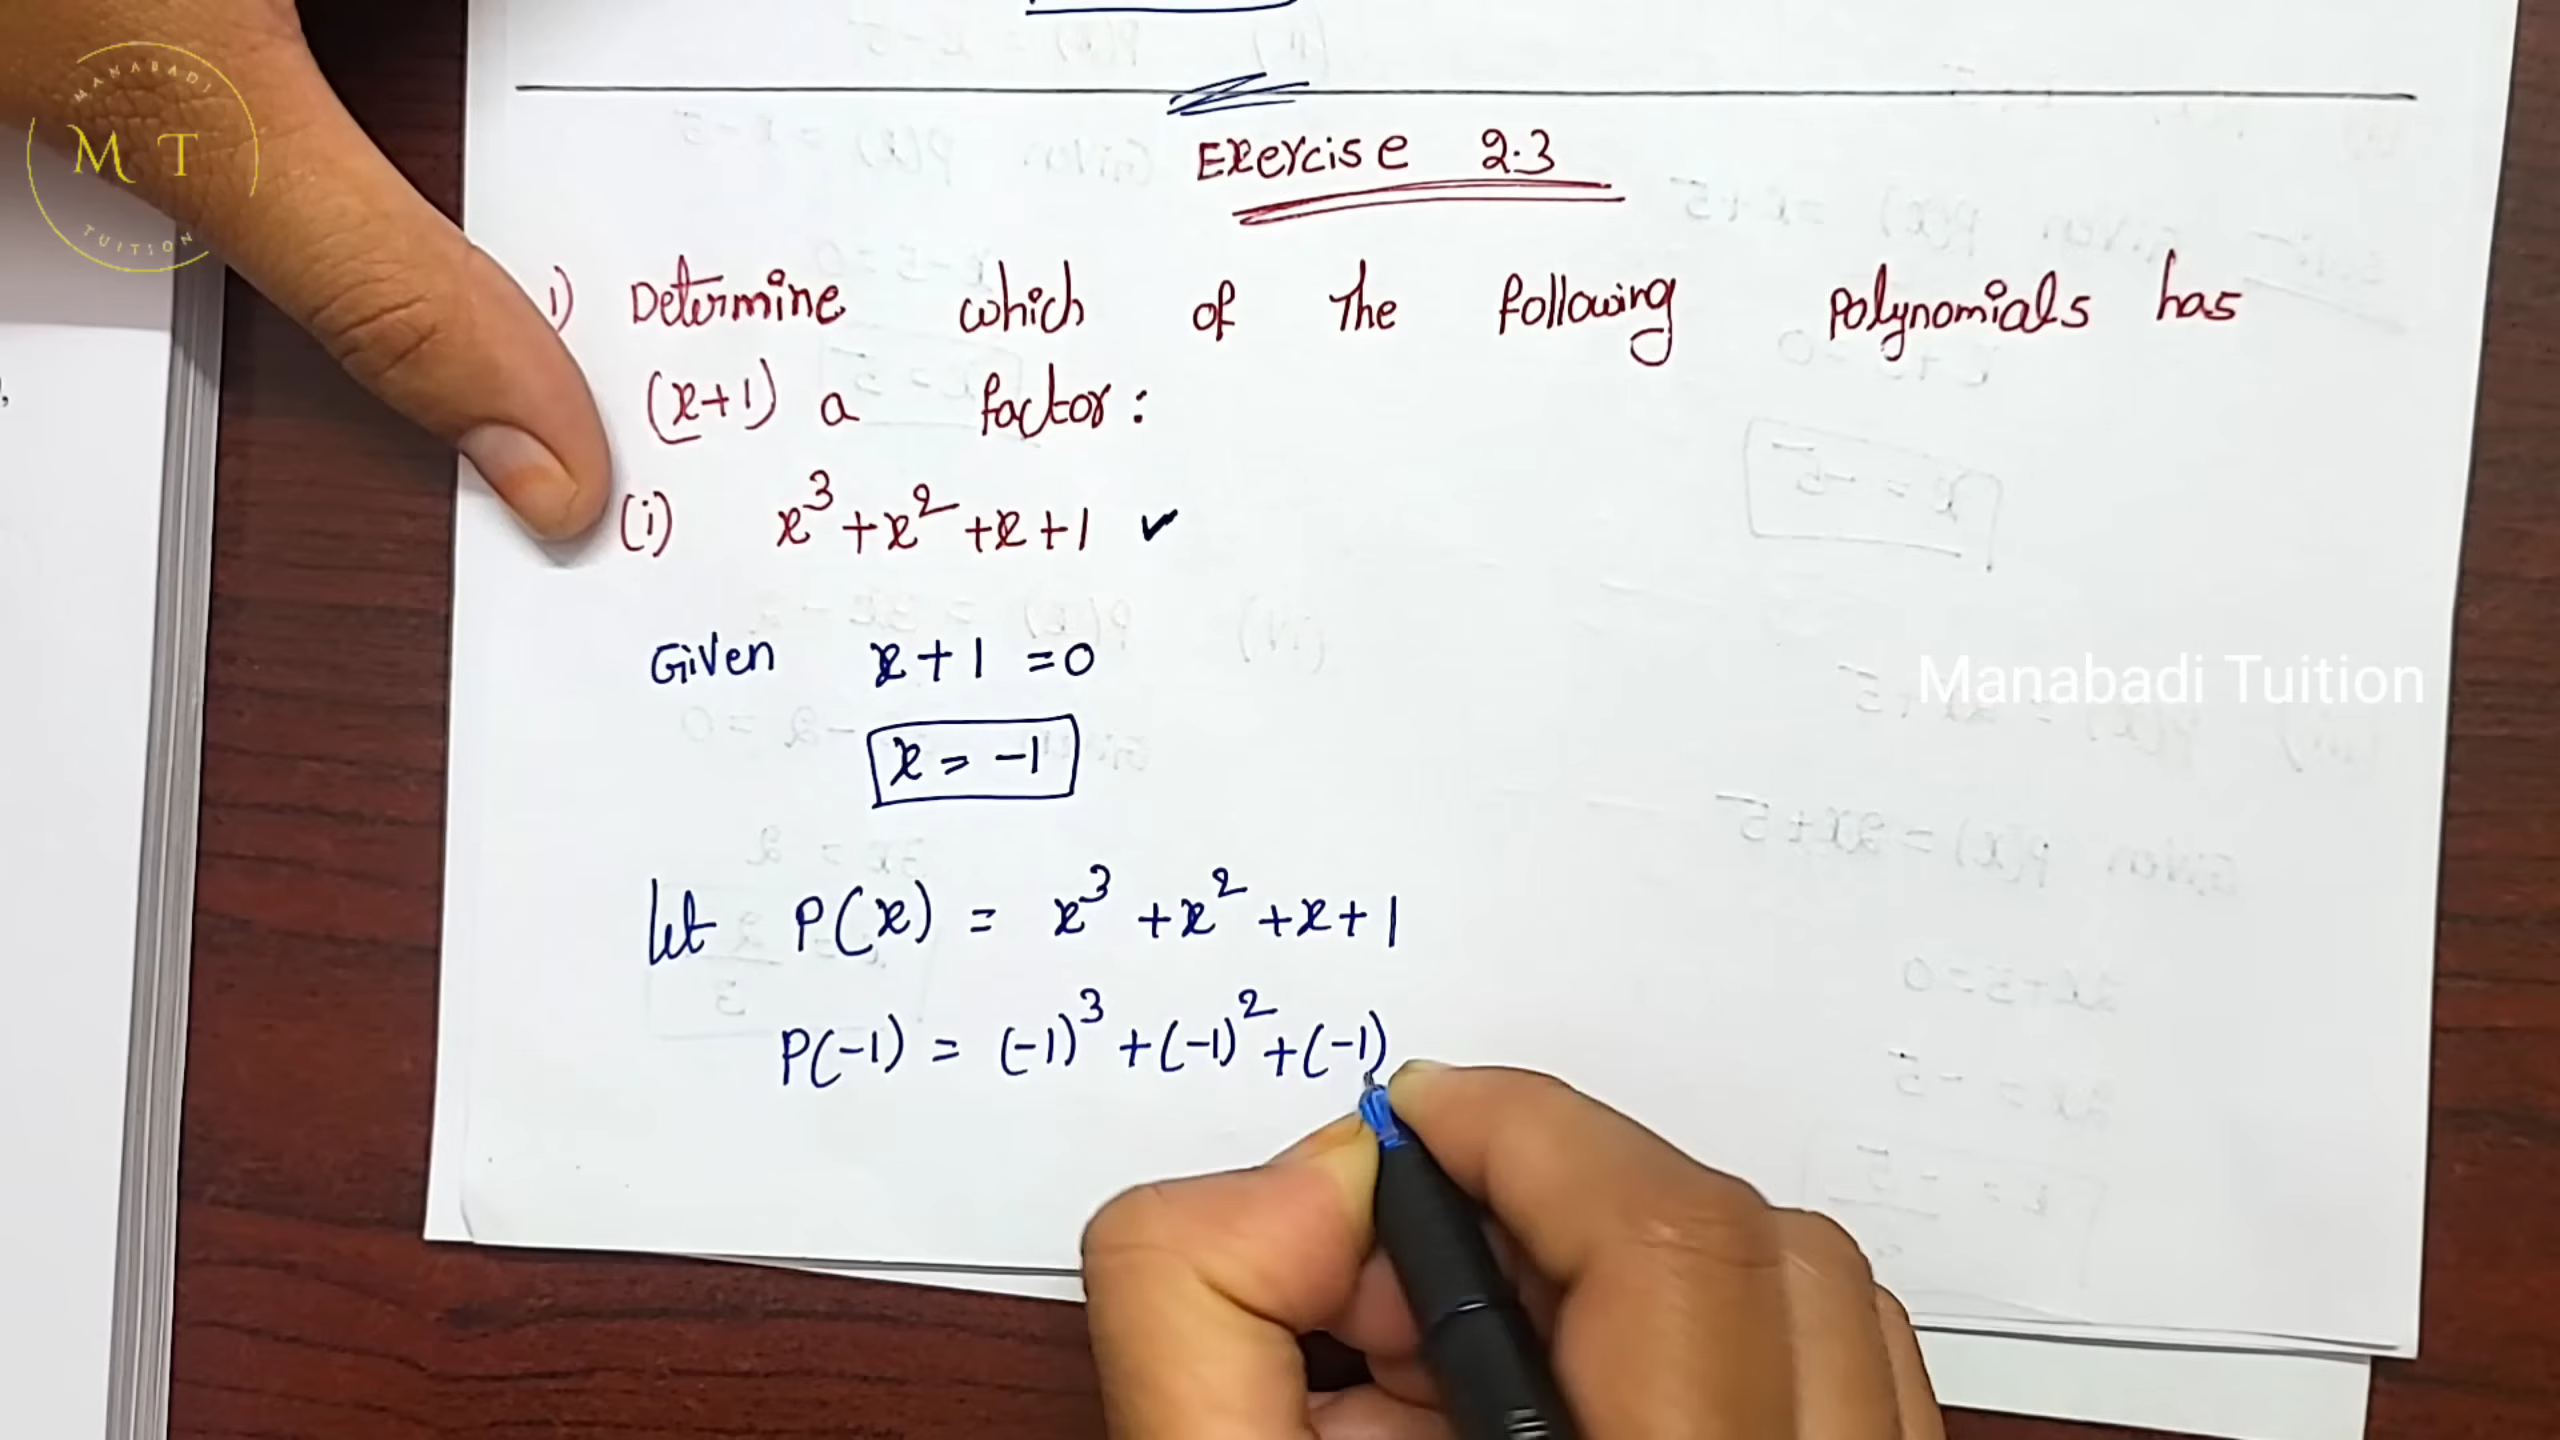 MANABADI
M T
TUITION
Exercise 2.3
1) Determine which of the following polynomials has
(x+1) a factor:
(i) x³+x²+x+1 ✓
Given x+1=0
x = -1
Manabadi Tuition
let P(x) = x³+x²+x+1
P(-1) = (-1)³+(-1)²+(-1)